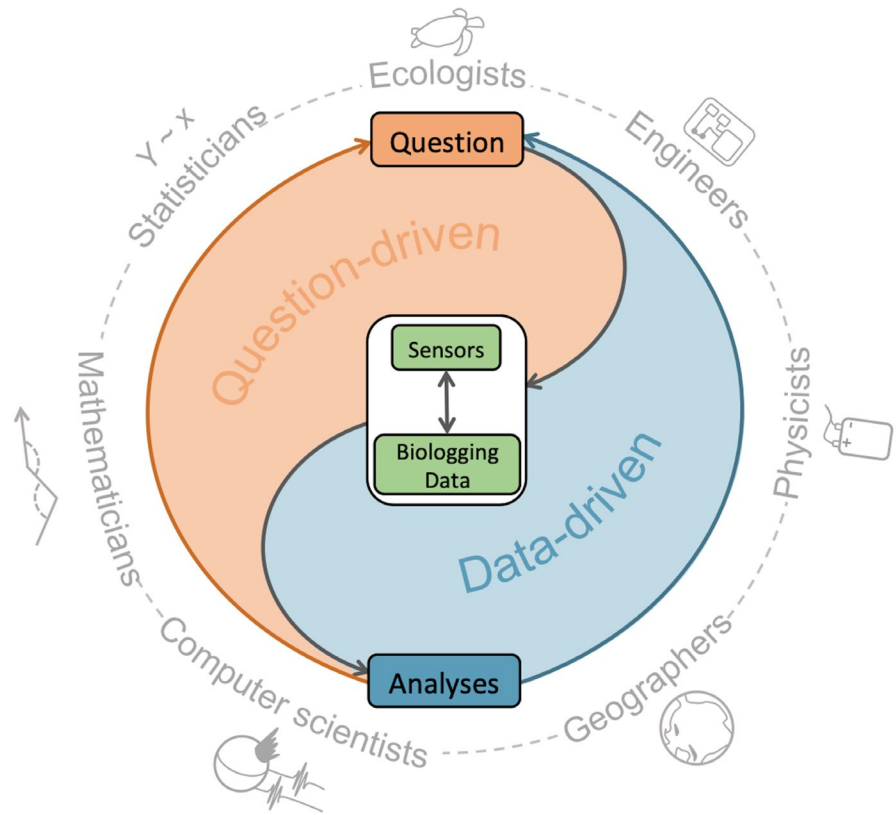 Ecologists
Engineers
Physicists
Geographers
Computer scientists
Mathematicians
Statisticians
Y ~ X
Question
Question-driven
Sensors
Biologging
Data
Data-driven
Analyses